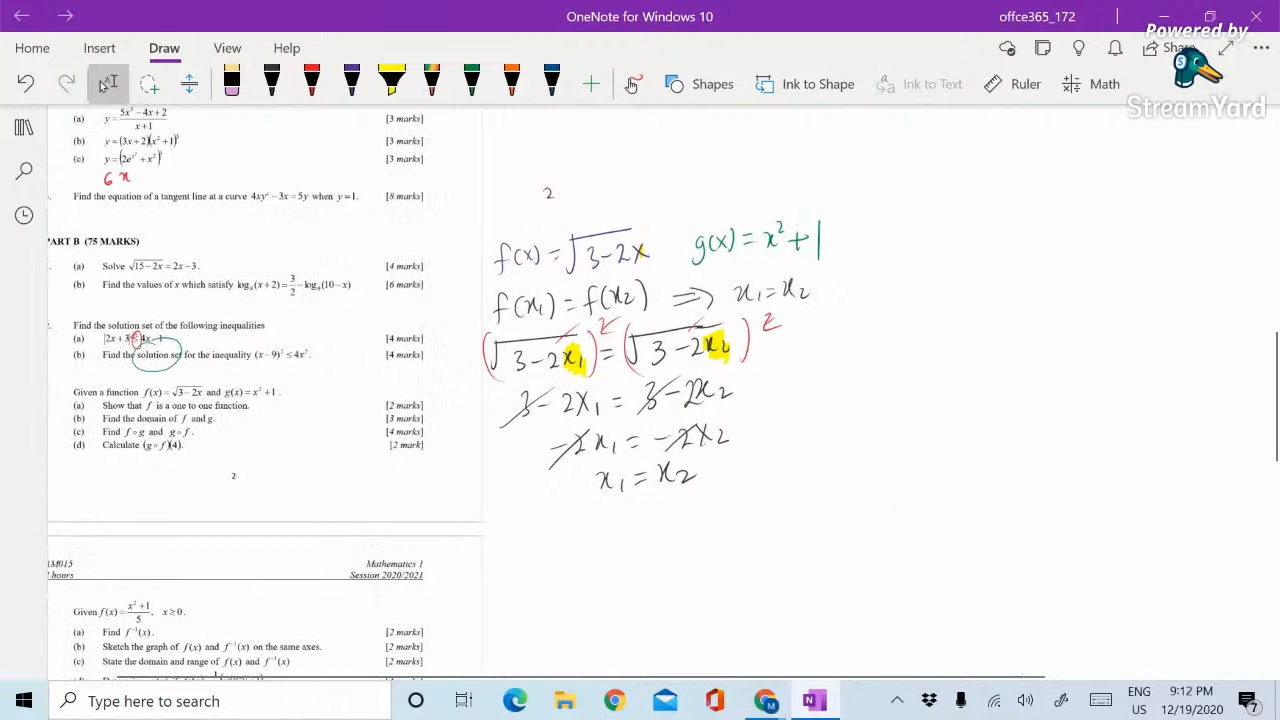 OneNote for Windows 10
offce365_172
Powered by
StreamYard
Home Insert Draw View Help Share
Shapes Ink to Shape Ink to Text Ruler Math
(a) y = (5x³ − 4x + 2)/(x + 1) [3 marks]
(b) y = (3x + 2)(x² + 1)³ [3 marks]
(c) [3 marks]
6 x
Find the equation of a tangent line at a curve 4xy² − 3x = 5y when y = 1. [8 marks]
PART B (75 MARKS)
(a) Solve √(15 − 2x) = 2x − 3. [4 marks]
(b) Find the values of x which satisfy log₉(x + 2) = 3/2 − log₉(10 − x) [6 marks]
Find the solution set of the following inequalities
(a) |2x + 3| 4x − 1 [4 marks]
(b) Find the solution set for the inequality (x − 9)² ≤ 4x². [4 marks]
Given a function f(x) = √(3 − 2x) and g(x) = x² + 1.
(a) Show that f is a one to one function. [2 marks]
(b) Find the domain of f and g. [3 marks]
(c) Find f ∘ g and g ∘ f. [4 marks]
(d) Calculate (g ∘ f)(4). [2 mark]
2
AM015 Mathematics 1
hours Session 2020/2021
Given f(x) = (x² + 1)/5, x ≥ 0.
(a) Find f⁻¹(x). [2 marks]
(b) Sketch the graph of f(x) and f⁻¹(x) on the same axes. [2 marks]
(c) State the domain and range of f(x) and f⁻¹(x) [2 marks]
2
f(x) = √(3 − 2x) g(x) = x² + 1
f(x₁) = f(x₂) ⇒ x₁ = x₂
(√(3 − 2x₁))² = (√(3 − 2x₂))²
3 − 2x₁ = 3 − 2x₂
−2x₁ = −2x₂
x₁ = x₂
Type here to search
ENG
US
9:12 PM
12/19/2020
7